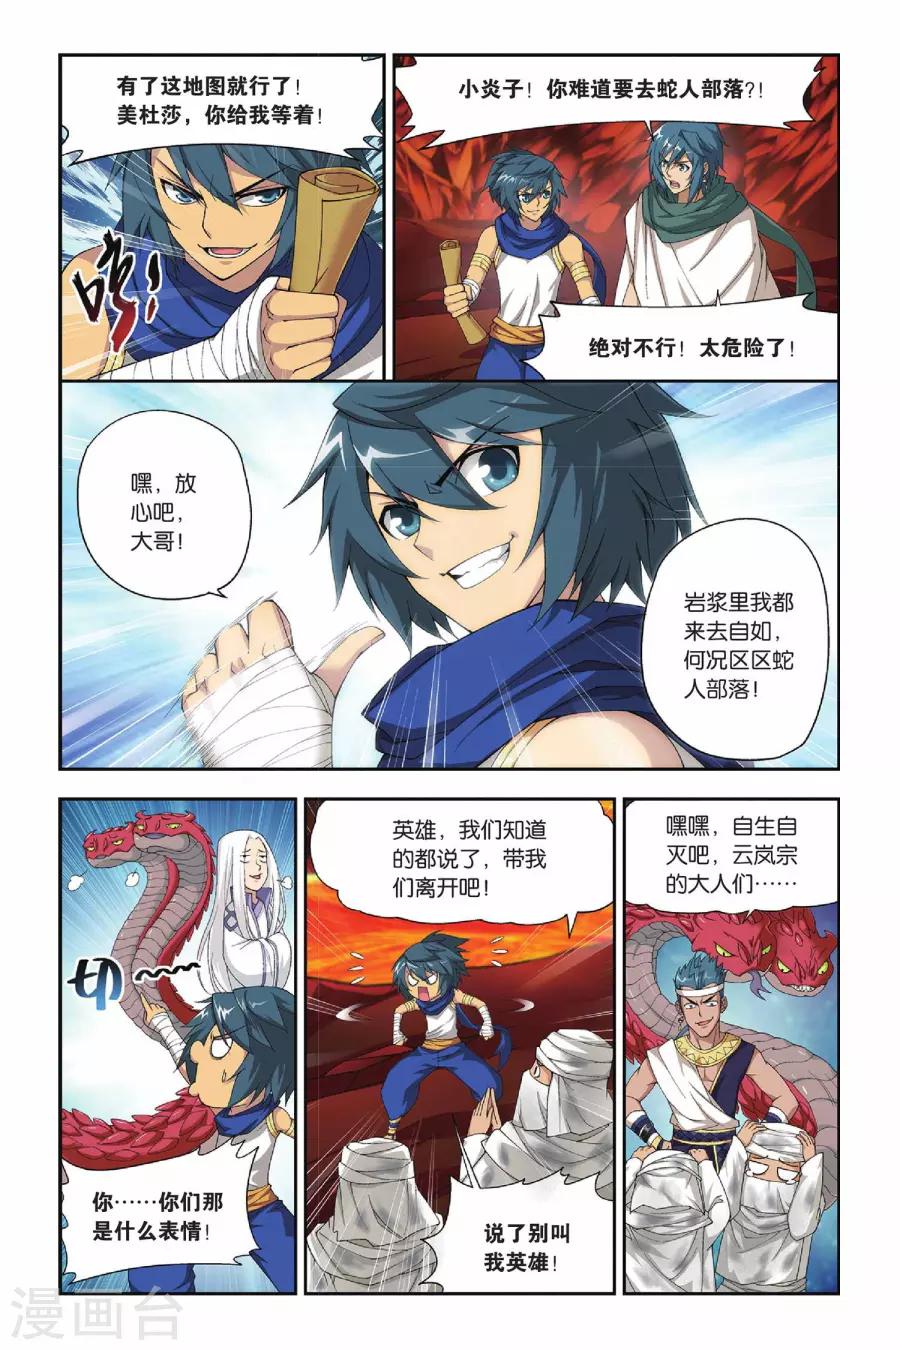 有了这地图就行了！
美杜莎，你给我等着！
咚！
小炎子！你难道要去蛇人部落？！
绝对不行！太危险了！
嘿，放
心吧，
大哥！
岩浆里我都
来去自如，
何况区区蛇
人部落！
切～～
你……你们那
是什么表情！
英雄，我们知道
的都说了，带我
们离开吧！
说了别叫
我英雄！
嘿嘿，自生自
灭吧，云岚宗
的大人们……
漫画台